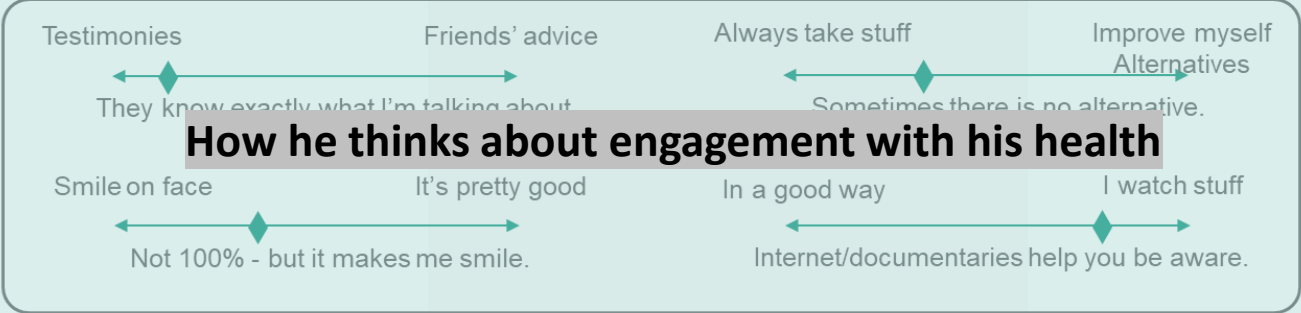 Testimonies Friends' advice Always take stuff Improve myself
Alternatives
They know exactly what I'm talking about Sometimes there is no alternative.
How he thinks about engagement with his health
Smile on face It's pretty good In a good way I watch stuff
Not 100% - but it makes me smile. Internet/documentaries help you be aware.